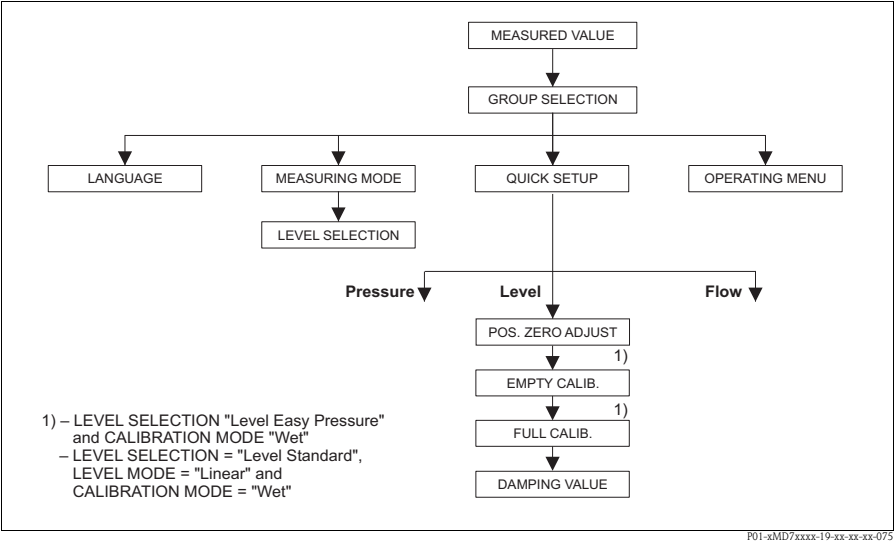 MEASURED VALUE
GROUP SELECTION
LANGUAGE
MEASURING MODE
QUICK SETUP
OPERATING MENU
LEVEL SELECTION
Pressure
Level
Flow
POS. ZERO ADJUST
1)
EMPTY CALIB.
1)
FULL CALIB.
DAMPING VALUE
1) – LEVEL SELECTION "Level Easy Pressure"
and CALIBRATION MODE "Wet"
– LEVEL SELECTION = "Level Standard",
LEVEL MODE = "Linear" and
CALIBRATION MODE = "Wet"
P01-xMD7xxxx-19-xx-xx-xx-075